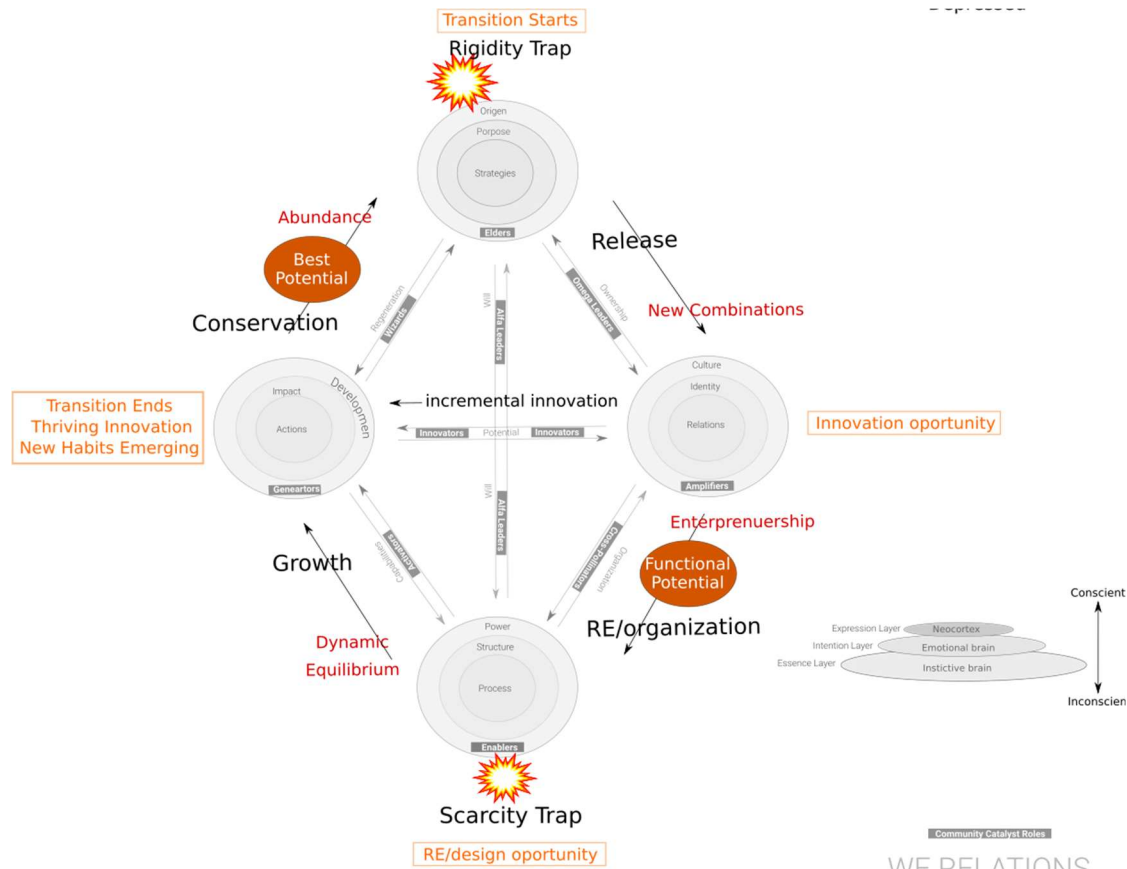 Transition Starts
Rigidity Trap
Origen
Porpose
Strategies
Elders
Abundance
Best
Potential
Conservation
Release
New Combinations
Regeneration
Wizards
Will
Alfa Leaders
Omega Leaders
Ownership
Transition Ends
Thriving Innovation
New Habits Emerging
Developmen
Impact
Actions
Geneartors
incremental innovation
Innovators
Potential
Innovators
Culture
Identity
Relations
Amplifiers
Innovation oportunity
Will
Alfa Leaders
Activators
Capabilities
Cross-Pollinators
Organization
Enterprenuership
Functional
Potential
RE/organization
Growth
Dynamic
Equilibrium
Power
Structure
Process
Enablers
Scarcity Trap
RE/design oportunity
Conscient
Expression Layer
Neocortex
Intention Layer
Emotional brain
Essence Layer
Instictive brain
Inconscien
Community Catalyst Roles
WE RELATIONS